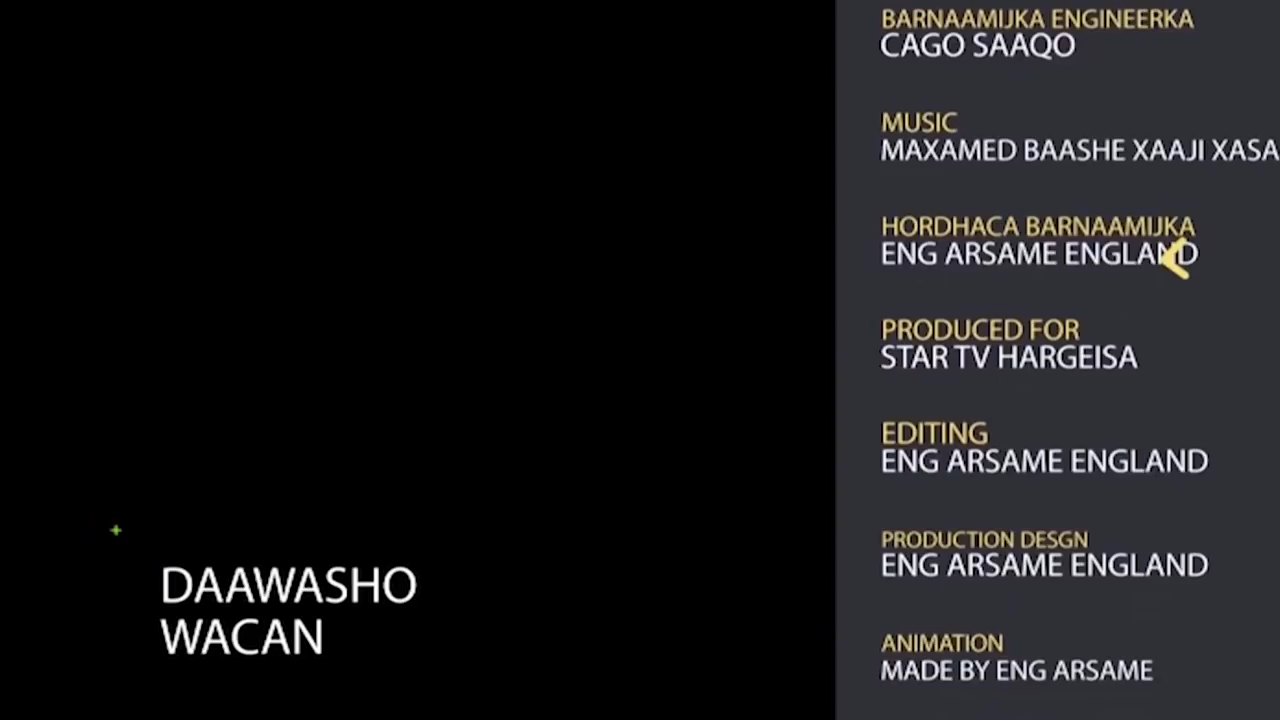 BARNAAMIJKA ENGINEERKA
CAGO SAAQO
MUSIC
MAXAMED BAASHE XAAJI XASA
HORDHACA BARNAAMIJKA
ENG ARSAME ENGLAND
PRODUCED FOR
STAR TV HARGEISA
EDITING
ENG ARSAME ENGLAND
PRODUCTION DESGN
ENG ARSAME ENGLAND
ANIMATION
MADE BY ENG ARSAME
DAAWASHO
WACAN